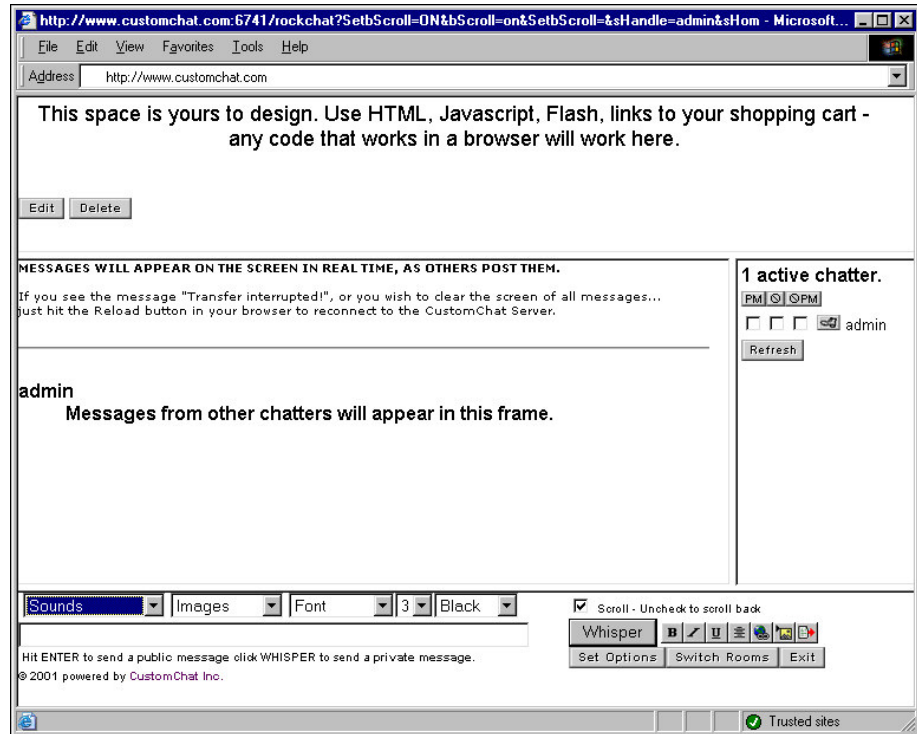 http://www.customchat.com:6741/rockchat?SetbScroll=ON&bScroll=on&SetbScroll=&sHandle=admin&sHom - Microsoft...
File Edit View Favorites Tools Help
Address http://www.customchat.com
This space is yours to design. Use HTML, Javascript, Flash, links to your shopping cart -
any code that works in a browser will work here.
Edit Delete
MESSAGES WILL APPEAR ON THE SCREEN IN REAL TIME, AS OTHERS POST THEM.
If you see the message "Transfer interrupted!", or you wish to clear the screen of all messages...
just hit the Reload button in your browser to reconnect to the CustomChat Server.
admin
Messages from other chatters will appear in this frame.
1 active chatter.
PM PM
admin
Refresh
Sounds Images Font 3 Black
Hit ENTER to send a public message click WHISPER to send a private message.
© 2001 powered by CustomChat Inc.
Scroll - Uncheck to scroll back
Whisper B I U
Set Options Switch Rooms Exit
Trusted sites